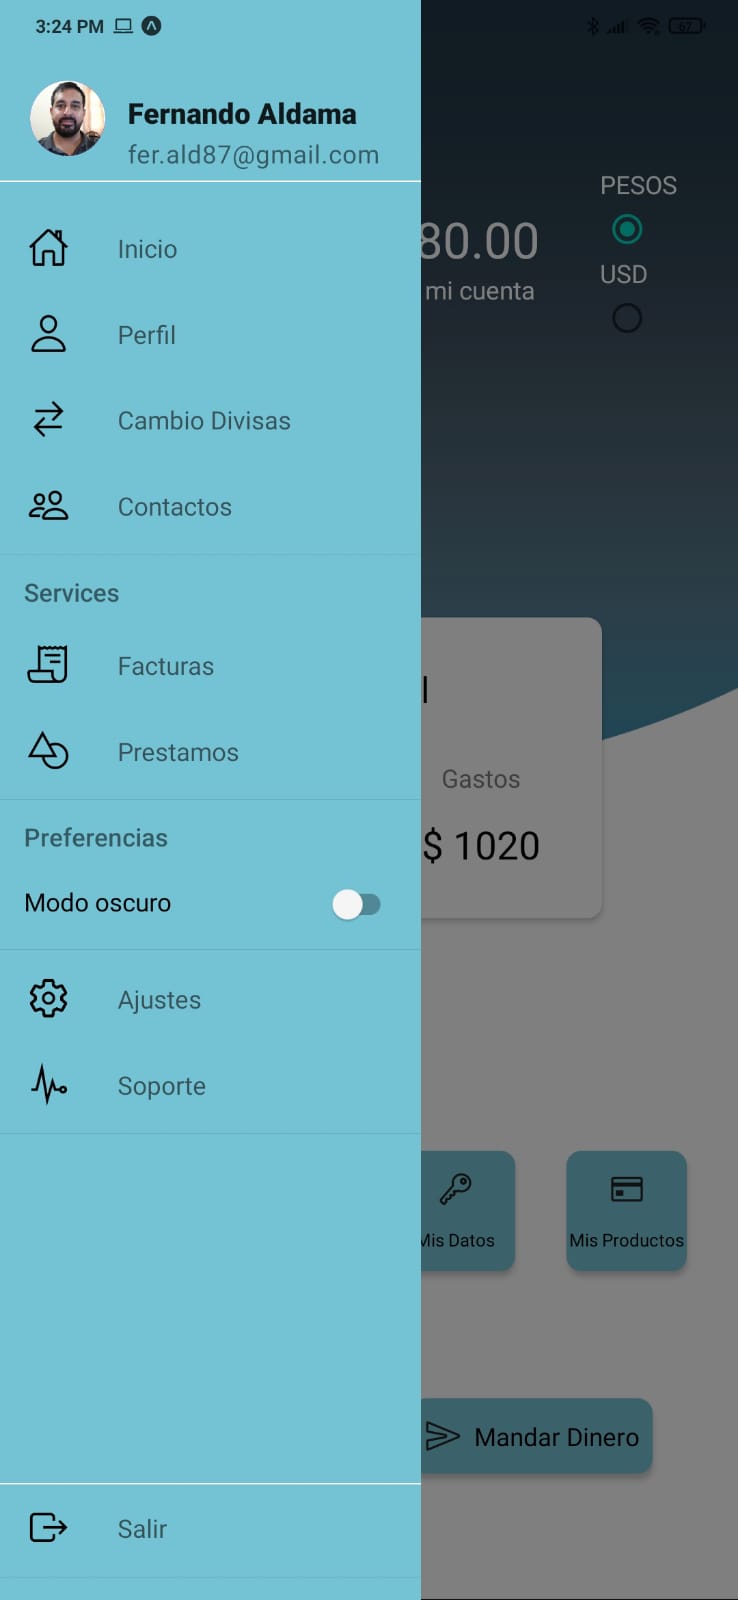 3:24 PM
67
Fernando Aldama
fer.ald87@gmail.com
Inicio
Perfil
Cambio Divisas
Contactos
Services
Facturas
Prestamos
Preferencias
Modo oscuro
Ajustes
Soporte
Salir
PESOS
80.00
USD
mi cuenta
l
Gastos
$ 1020
Mis Datos
Mis Productos
Mandar Dinero